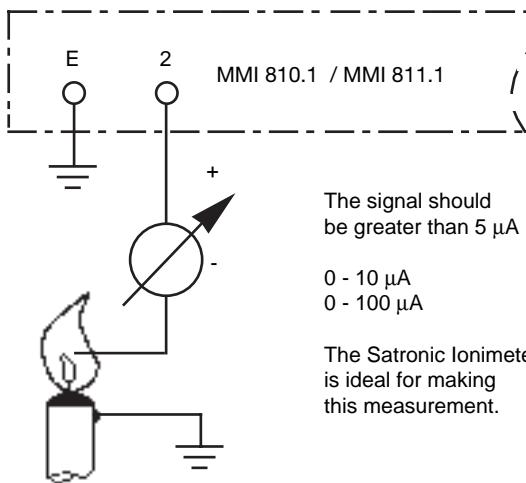 E
2
MMI 810.1 / MMI 811.1
+
-
The signal should
be greater than 5 μA
0 - 10 μA
0 - 100 μA
The Satronic Ionimete
is ideal for making
this measurement.